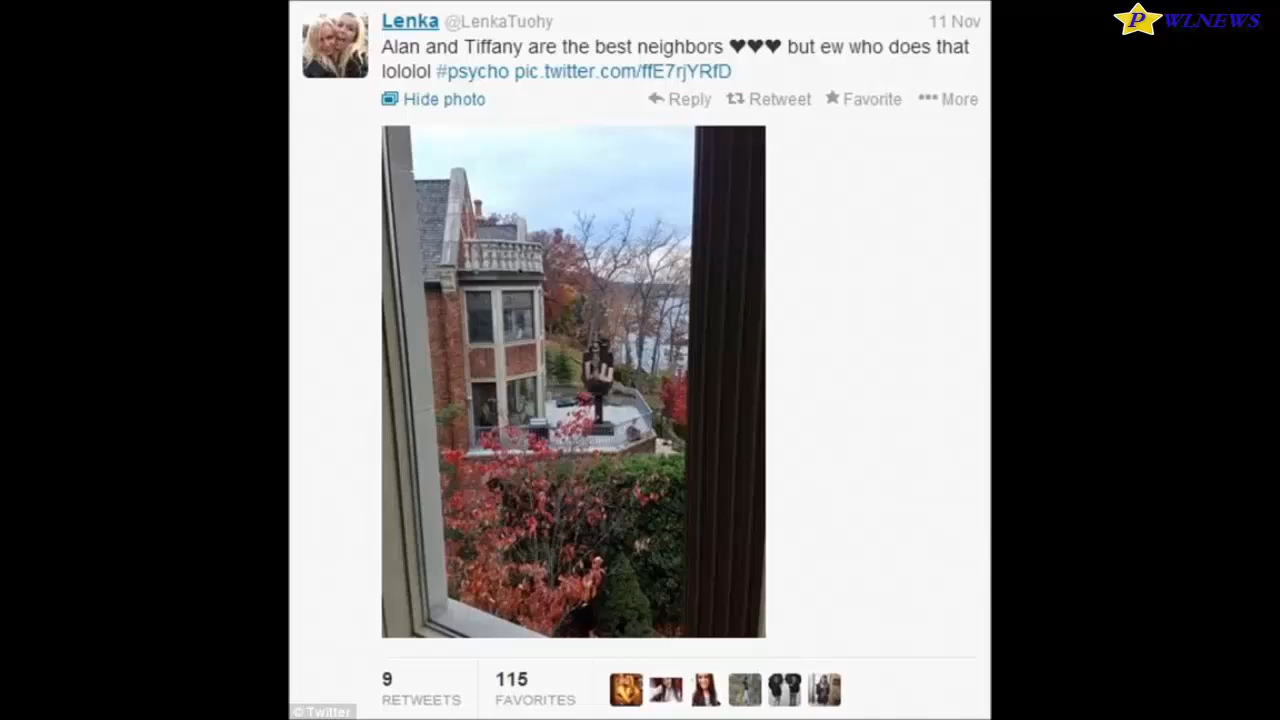 Lenka @LenkaTuohy 11 Nov
PWLNEWS
Alan and Tiffany are the best neighbors ♥♥♥ but ew who does that
lololol #psycho pic.twitter.com/ffE7rjYRfD
Hide photo Reply Retweet Favorite More
9 115
RETWEETS FAVORITES
© Twitter